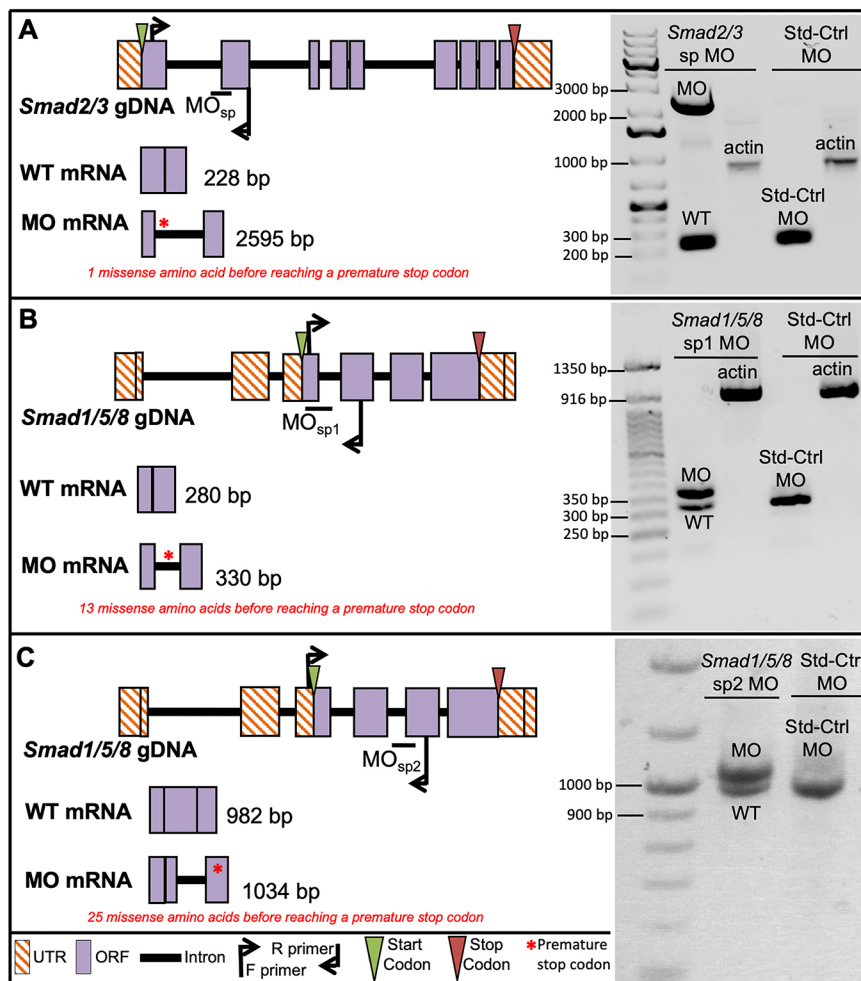 A
Smad2/3 gDNA
MOsp
WT mRNA
228 bp
MO mRNA
*
2595 bp
1 missense amino acid before reaching a premature stop codon
Smad2/3
sp MO
Std-Ctrl
MO
3000 bp
2000 bp
1000 bp
300 bp
200 bp
MO
actin
WT
Std-Ctrl
MO
actin
B
Smad1/5/8 gDNA
MOsp1
WT mRNA
280 bp
MO mRNA
*
330 bp
13 missense amino acids before reaching a premature stop codon
Smad1/5/8
sp1 MO
Std-Ctrl
MO
1350 bp
916 bp
350 bp
300 bp
250 bp
actin
actin
MO
WT
Std-Ctrl
MO
C
Smad1/5/8 gDNA
MOsp2
WT mRNA
982 bp
MO mRNA
*
1034 bp
25 missense amino acids before reaching a premature stop codon
Smad1/5/8
sp2 MO
Std-Ctrl
MO
1000 bp
900 bp
MO
WT
Std-Ctrl
MO
UTR
ORF
Intron
R primer
F primer
Start
Codon
Stop
Codon
*Premature
stop codon